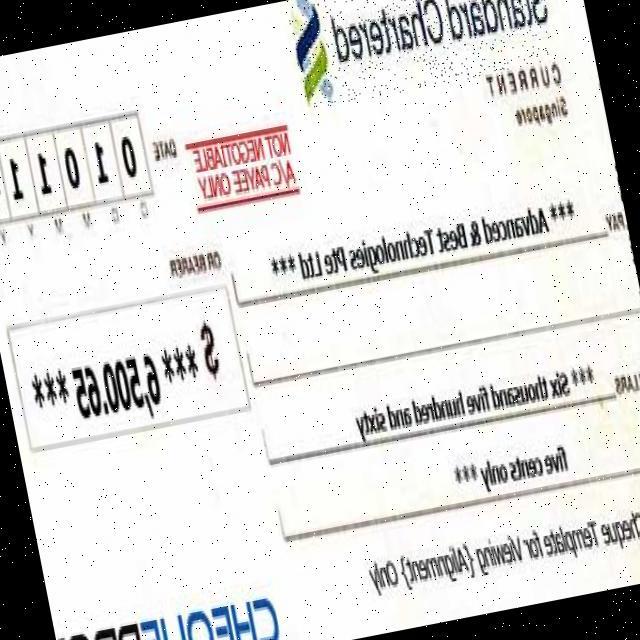 Standard Chartered
CURRENT
Singapore
NOT NEGOTIABLE
A/C PAYEE ONLY
DATE
0 1 0 1 1
D D M M Y Y
PAY
*** Advanced & Best Technologies Pte Ltd ***
OR BEARER
*** Six thousand five hundred and sixty
five cents only ***
$ *** 6,500.65 ***
Cheque Template for Viewing {Alignment} Only
CHEQUE